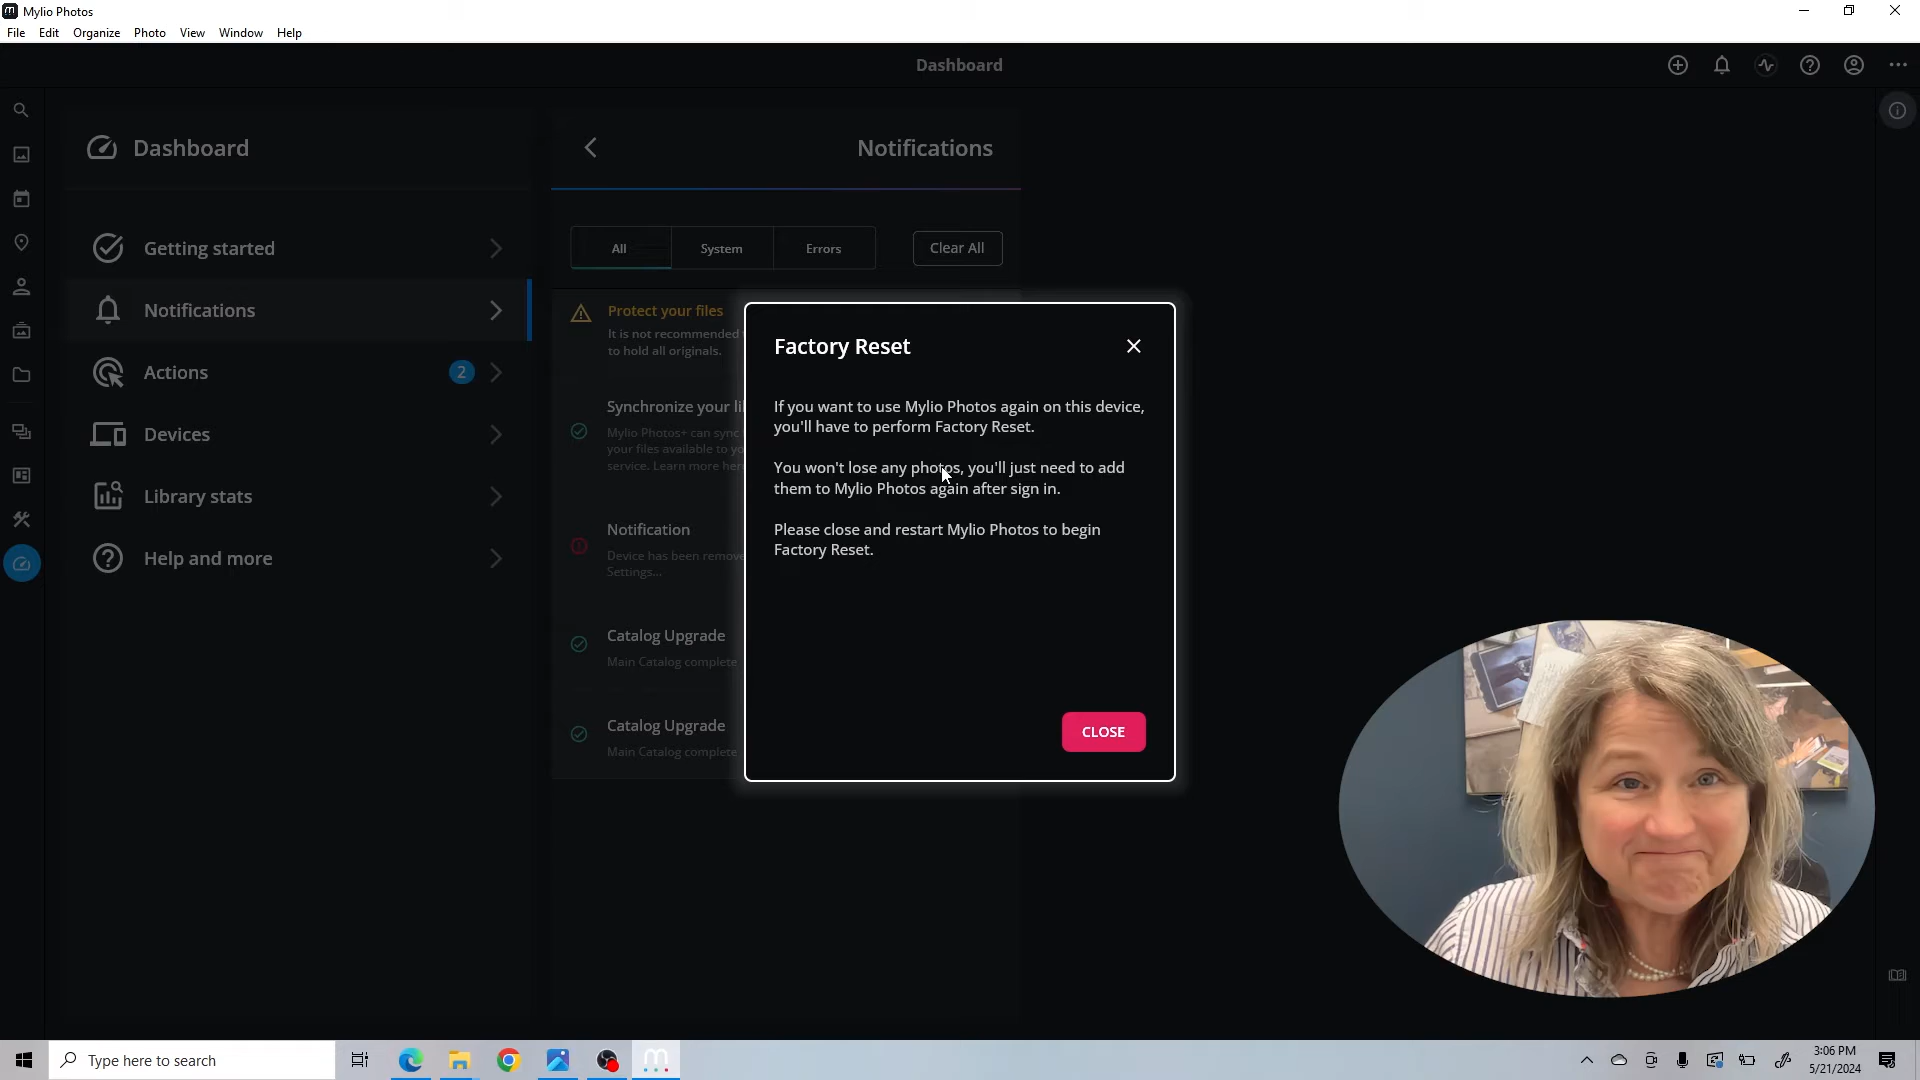 Mylio Photos
File Edit Organize Photo View Window Help
Dashboard
Dashboard
Getting started
Notifications
Actions 2
Devices
Library stats
Help and more
Notifications
All System Errors Clear All
Protect your files
It is not recommended
to hold all originals.
Synchronize your li
Mylio Photos+ can sync
your files available to yo
service. Learn more her
Notification
Device has been remove
Settings...
Catalog Upgrade
Main Catalog complete
Catalog Upgrade
Main Catalog complete
Factory Reset
If you want to use Mylio Photos again on this device,
you'll have to perform Factory Reset.
You won't lose any photos, you'll just need to add
them to Mylio Photos again after sign in.
Please close and restart Mylio Photos to begin
Factory Reset.
CLOSE
Type here to search
3:06 PM
5/21/2024